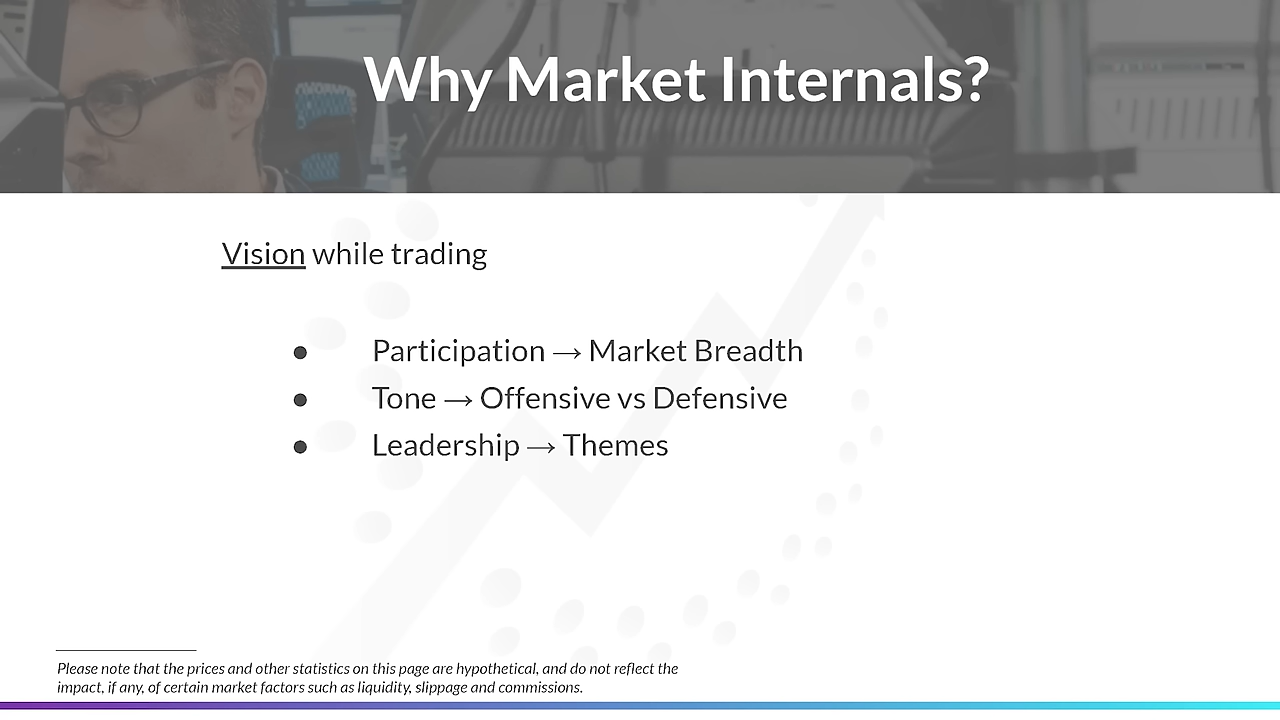 Why Market Internals?
Vision while trading
● Participation → Market Breadth
● Tone → Offensive vs Defensive
● Leadership → Themes
Please note that the prices and other statistics on this page are hypothetical, and do not reflect the
impact, if any, of certain market factors such as liquidity, slippage and commissions.